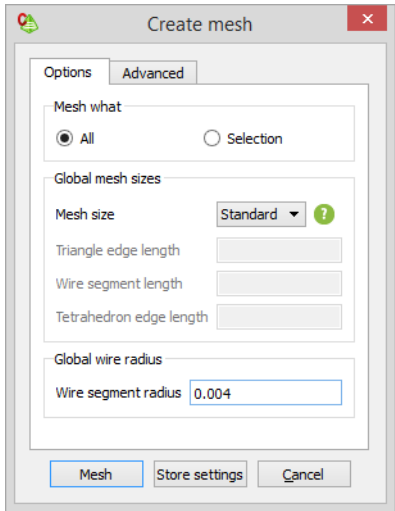 Create mesh
Options Advanced
Mesh what
All Selection
Global mesh sizes
Mesh size Standard ?
Triangle edge length
Wire segment length
Tetrahedron edge length
Global wire radius
Wire segment radius 0.004
Mesh Store settings Cancel